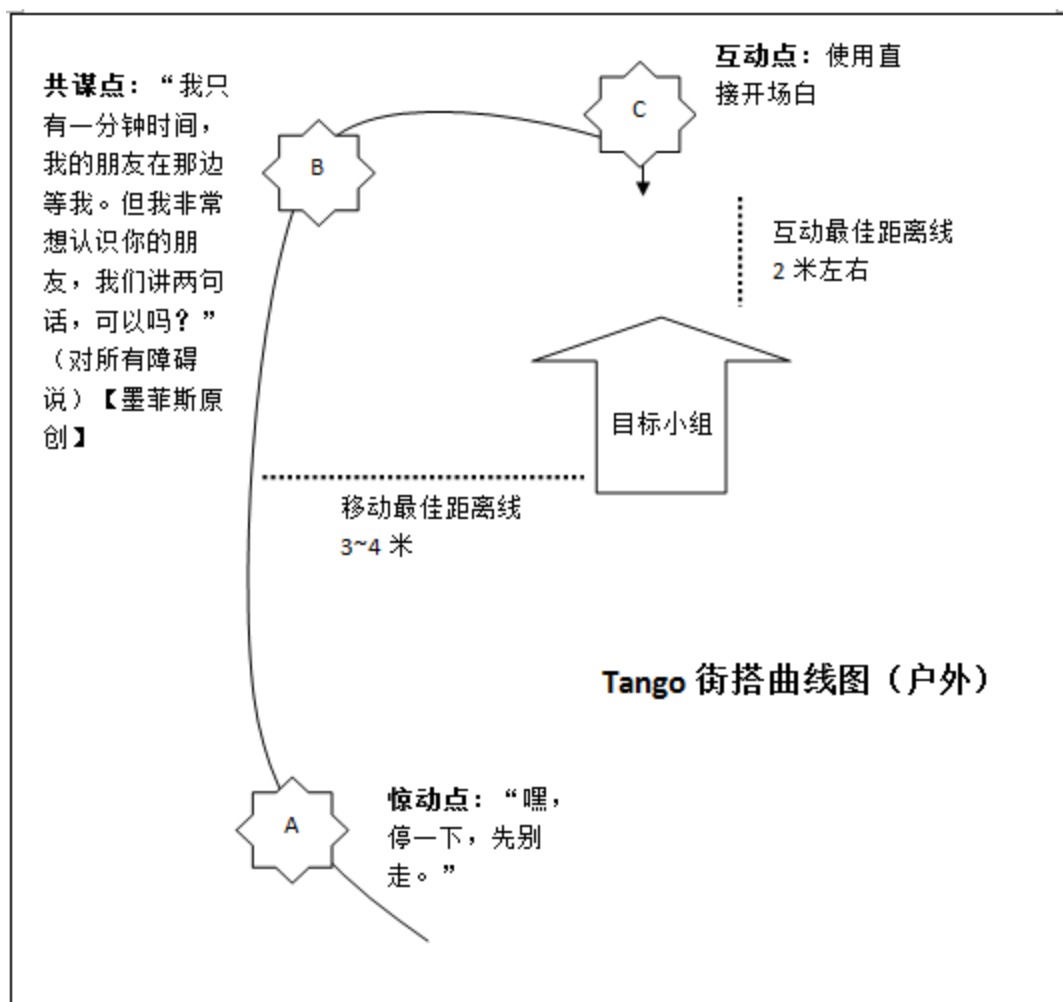 共谋点：“我只
有一分钟时间，
我的朋友在那边
等我。但我非常
想认识你的朋
友，我们讲两句
话，可以吗？”
（对所有障碍
说）【墨菲斯原
创】
B
C
互动点：使用直
接开场白
互动最佳距离线
2 米左右
目标小组
移动最佳距离线
3~4 米
Tango 街搭曲线图（户外）
A
惊动点：“嘿，
停一下，先别
走。”